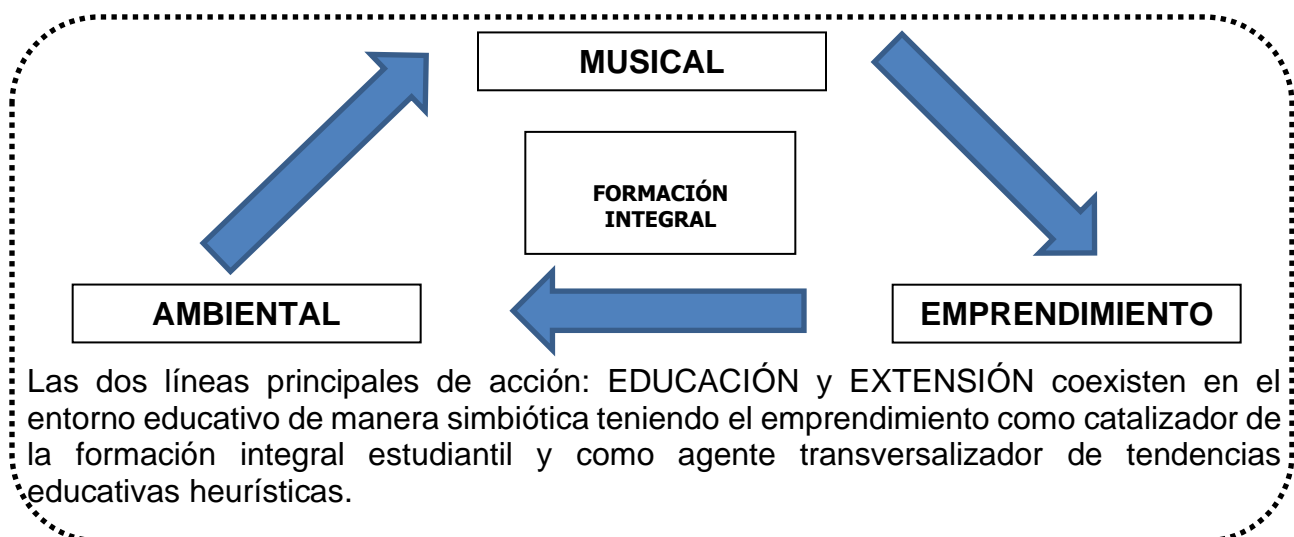 MUSICAL
FORMACIÓN
INTEGRAL
AMBIENTAL
EMPRENDIMIENTO
Las dos líneas principales de acción: EDUCACIÓN y EXTENSIÓN coexisten en el
entorno educativo de manera simbiótica teniendo el emprendimiento como catalizador de
la formación integral estudiantil y como agente transversalizador de tendencias
educativas heurísticas.